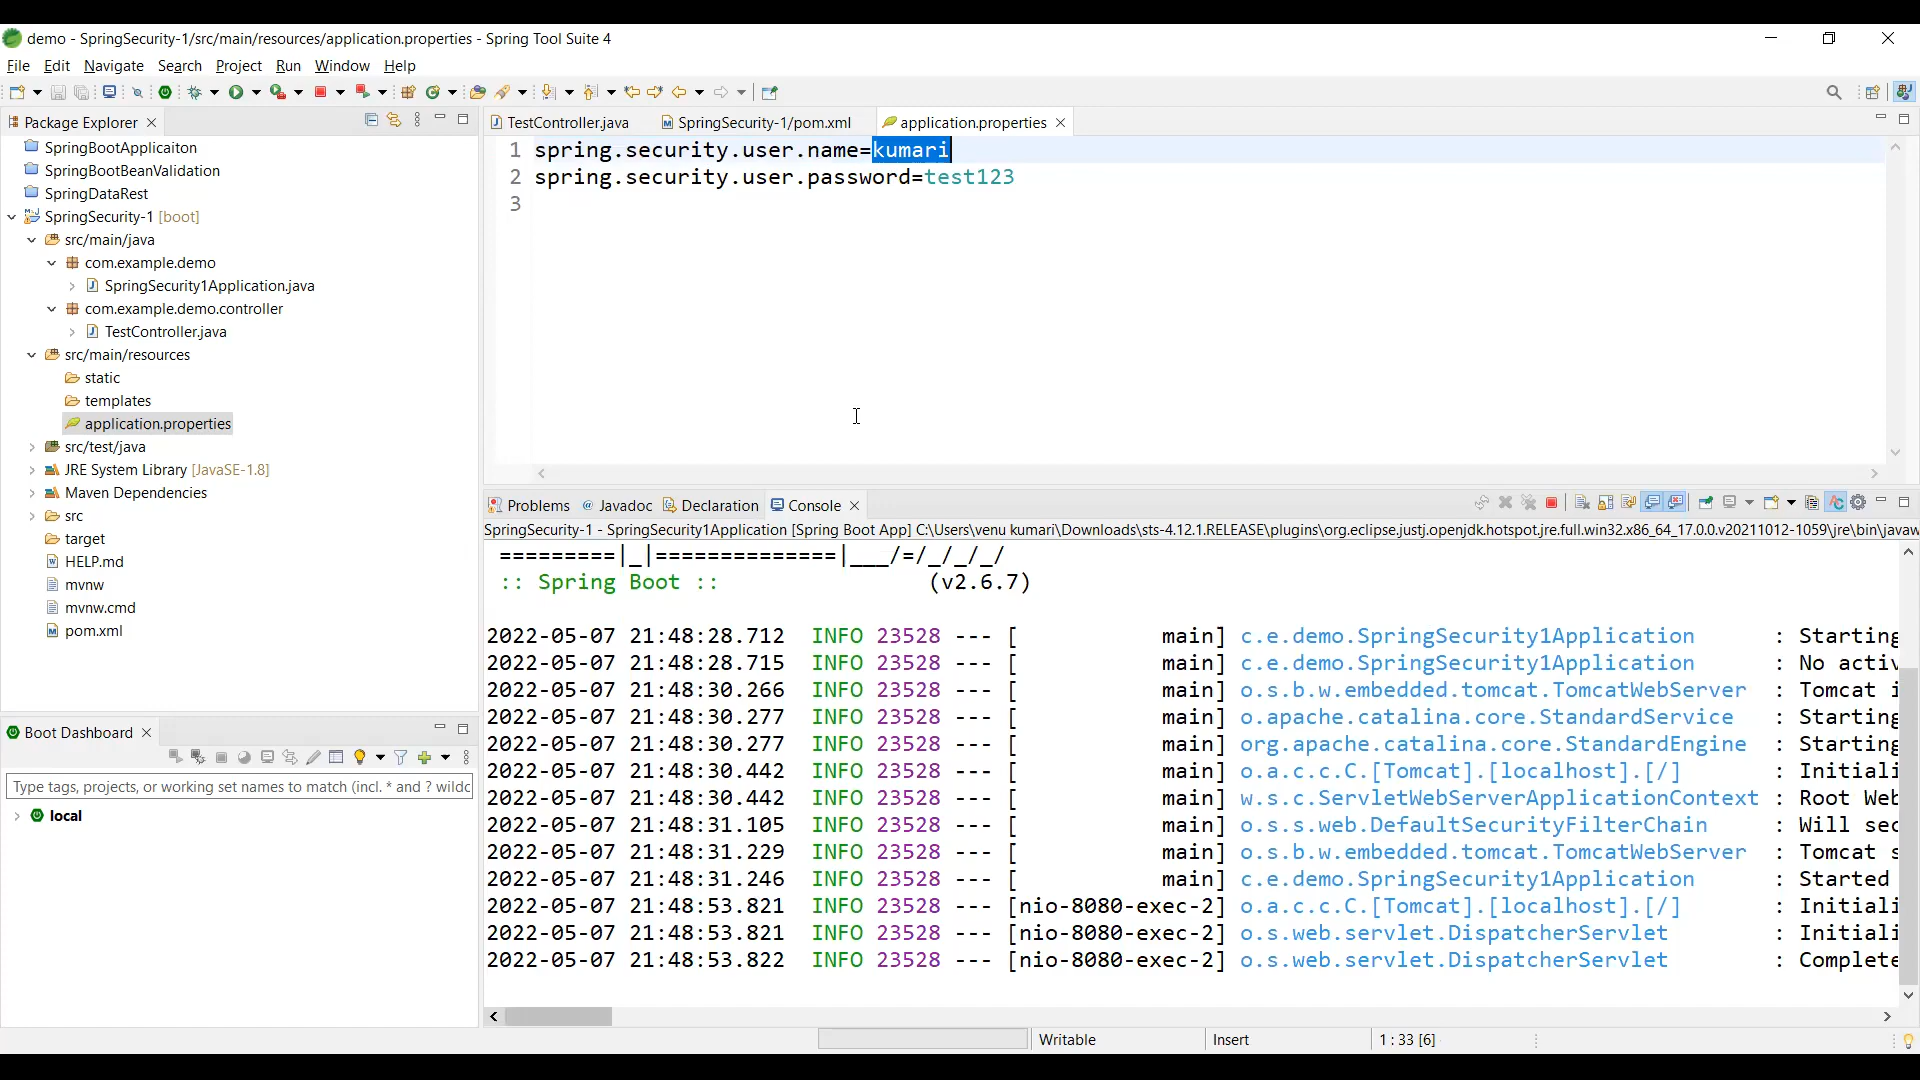 demo - SpringSecurity-1/src/main/resources/application.properties - Spring Tool Suite 4
File Edit Navigate Search Project Run Window Help
Package Explorer
SpringBootApplicaiton
SpringBootBeanValidation
SpringDataRest
SpringSecurity-1 [boot]
src/main/java
com.example.demo
SpringSecurity1Application.java
com.example.demo.controller
TestController.java
src/main/resources
static
templates
application.properties
src/test/java
JRE System Library [JavaSE-1.8]
Maven Dependencies
src
target
HELP.md
mvnw
mvnw.cmd
pom.xml
Boot Dashboard
Type tags, projects, or working set names to match (incl. * and ? wildc
local
TestController.java SpringSecurity-1/pom.xml application.properties
1 spring.security.user.name=kumari
2 spring.security.user.password=test123
3
Problems Javadoc Declaration Console
SpringSecurity-1 - SpringSecurity1Application [Spring Boot App] C:\Users\venu kumari\Downloads\sts-4.12.1.RELEASE\plugins\org.eclipse.justj.openjdk.hotspot.jre.full.win32.x86_64_17.0.0.v20211012-1059\jre\bin\javaw
=========|_|==============|___/=/_/_/_/
:: Spring Boot :: (v2.6.7)
2022-05-07 21:48:28.712 INFO 23528 --- [ main] c.e.demo.SpringSecurity1Application : Starting
2022-05-07 21:48:28.715 INFO 23528 --- [ main] c.e.demo.SpringSecurity1Application : No activ
2022-05-07 21:48:30.266 INFO 23528 --- [ main] o.s.b.w.embedded.tomcat.TomcatWebServer : Tomcat i
2022-05-07 21:48:30.277 INFO 23528 --- [ main] o.apache.catalina.core.StandardService : Starting
2022-05-07 21:48:30.277 INFO 23528 --- [ main] org.apache.catalina.core.StandardEngine : Starting
2022-05-07 21:48:30.442 INFO 23528 --- [ main] o.a.c.c.C.[Tomcat].[localhost].[/] : Initiali
2022-05-07 21:48:30.442 INFO 23528 --- [ main] w.s.c.ServletWebServerApplicationContext : Root Web
2022-05-07 21:48:31.105 INFO 23528 --- [ main] o.s.s.web.DefaultSecurityFilterChain : Will sec
2022-05-07 21:48:31.229 INFO 23528 --- [ main] o.s.b.w.embedded.tomcat.TomcatWebServer : Tomcat s
2022-05-07 21:48:31.246 INFO 23528 --- [ main] c.e.demo.SpringSecurity1Application : Started
2022-05-07 21:48:53.821 INFO 23528 --- [nio-8080-exec-2] o.a.c.c.C.[Tomcat].[localhost].[/] : Initiali
2022-05-07 21:48:53.821 INFO 23528 --- [nio-8080-exec-2] o.s.web.servlet.DispatcherServlet : Initiali
2022-05-07 21:48:53.822 INFO 23528 --- [nio-8080-exec-2] o.s.web.servlet.DispatcherServlet : Complete
Writable Insert 1 : 33 [6]